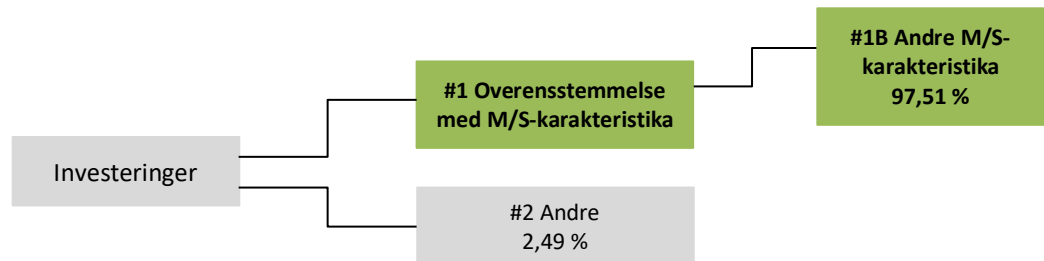 Investeringer
#1 Overensstemmelse
med M/S-karakteristika
#2 Andre
2,49 %
#1B Andre M/S-
karakteristika
97,51 %